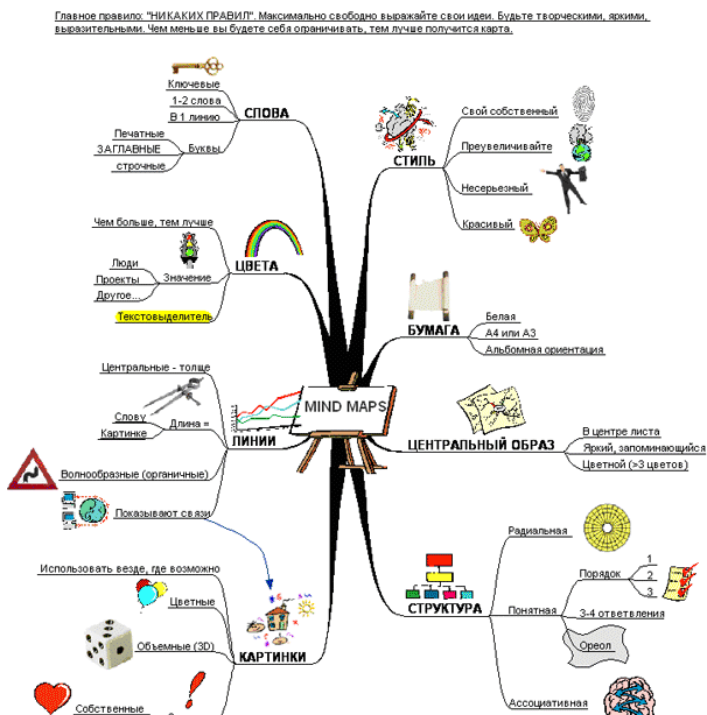 Главное правило: "НИКАКИХ ПРАВИЛ". Максимально свободно выражайте свои идеи. Будьте творческими, яркими,
выразительными. Чем меньше вы будете себя ограничивать, тем лучше получится карта.
СЛОВА
Ключевые
1-2 слова
В 1 линию
Буквы
Печатные
ЗАГЛАВНЫЕ
строчные
ЦВЕТА
Чем больше, тем лучше
Значение
Люди
Проекты
Другое...
Текстовыделитель
ЛИНИИ
Центральные - толще
Длина =
Слову
Картинке
Волнообразные (органичные)
Показывают связи
КАРТИНКИ
Использовать везде, где возможно
Цветные
Объемные (3D)
Собственные
MIND MAPS
СТИЛЬ
Свой собственный
Преувеличивайте
Несерьезный
Красивый
БУМАГА
Белая
А4 или А3
Альбомная ориентация
ЦЕНТРАЛЬНЫЙ ОБРАЗ
В центре листа
Яркий, запоминающийся
Цветной (>3 цветов)
СТРУКТУРА
Радиальная
Понятная
Порядок
1
2
3
3-4 ответвления
Ореол
Ассоциативная